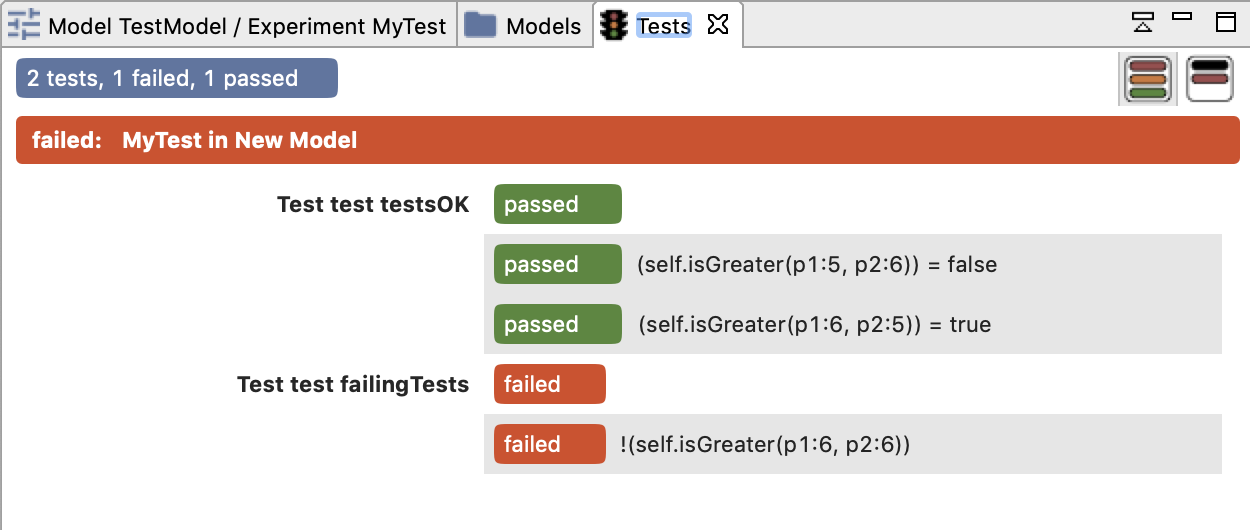 Model TestModel / Experiment MyTest Models Tests
2 tests, 1 failed, 1 passed
failed: MyTest in New Model
Test test testsOK passed
passed (self.isGreater(p1:5, p2:6)) = false
passed (self.isGreater(p1:6, p2:5)) = true
Test test failingTests failed
failed !(self.isGreater(p1:6, p2:6))